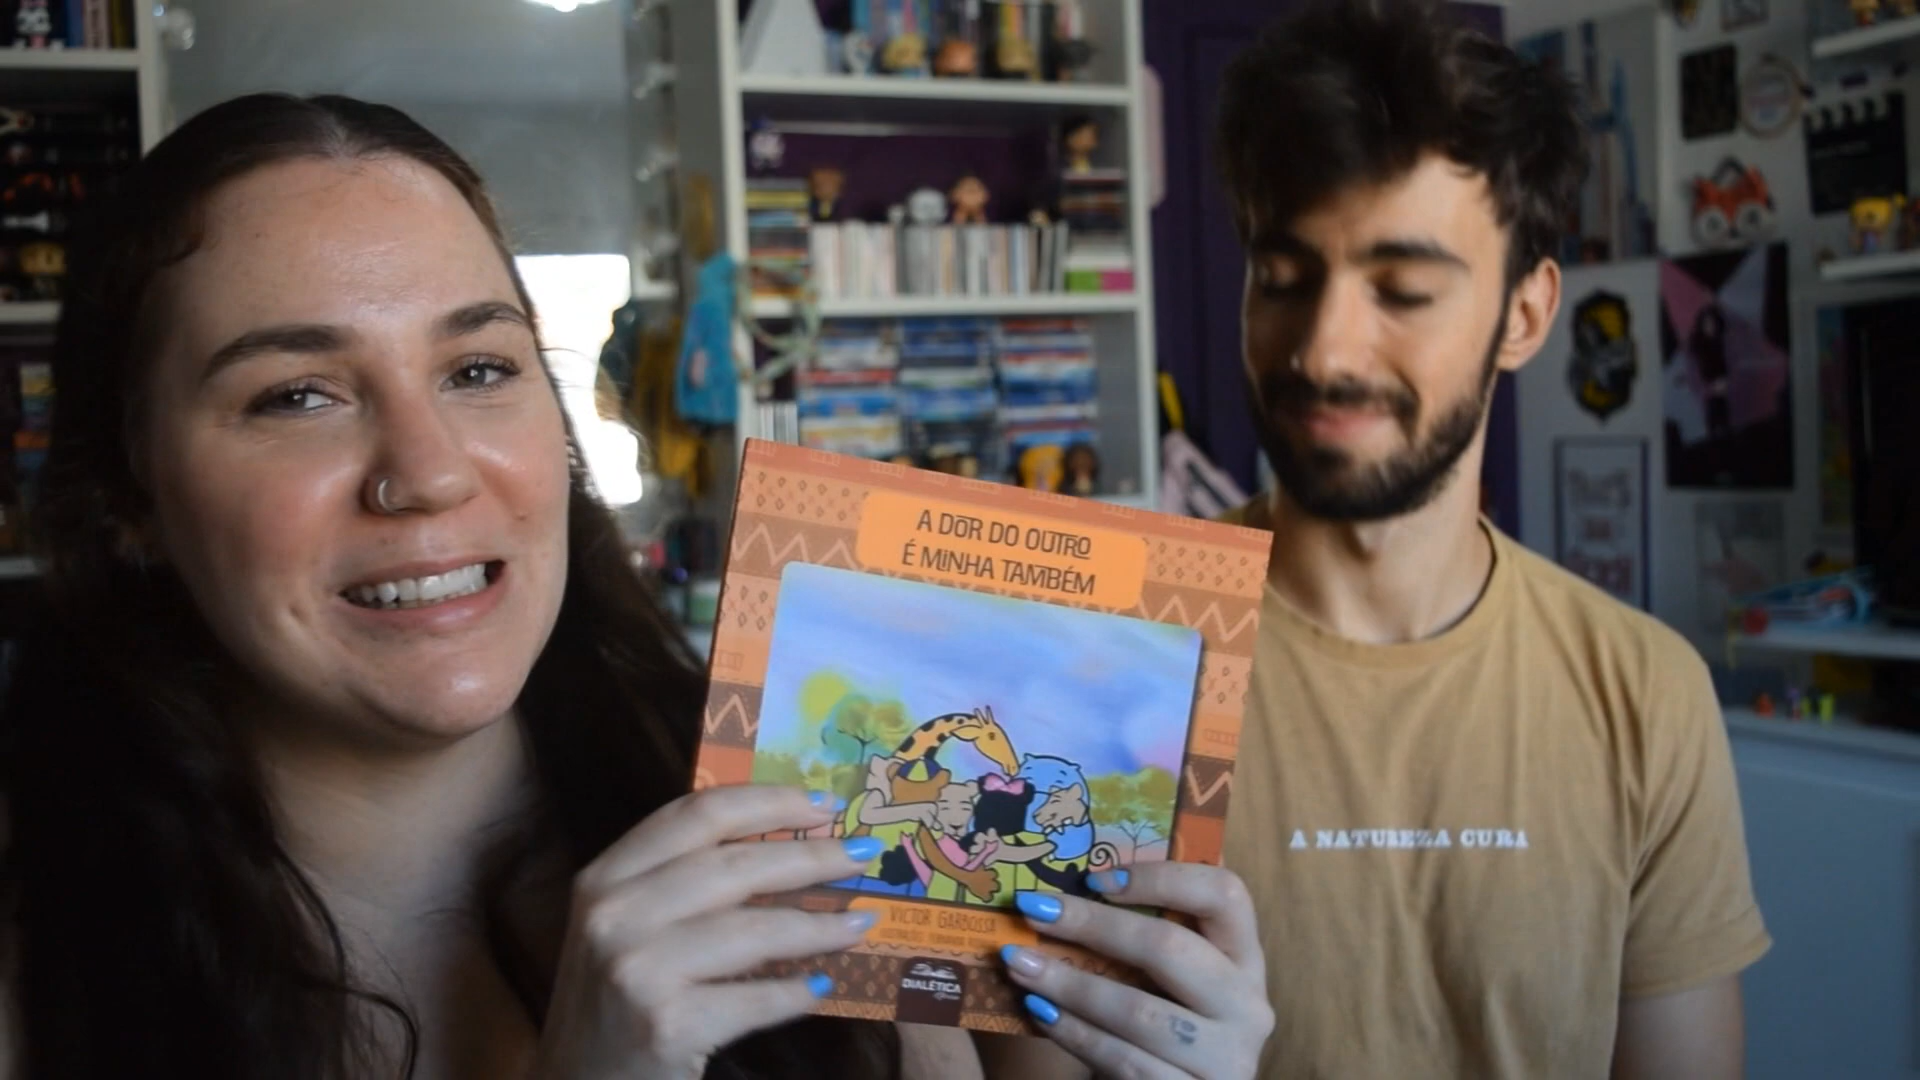 A DOR DO OUTRO
É MINHA TAMBÉM
VICTOR GARBOSSA
DIALÉTICA
A NATUREZA CURA